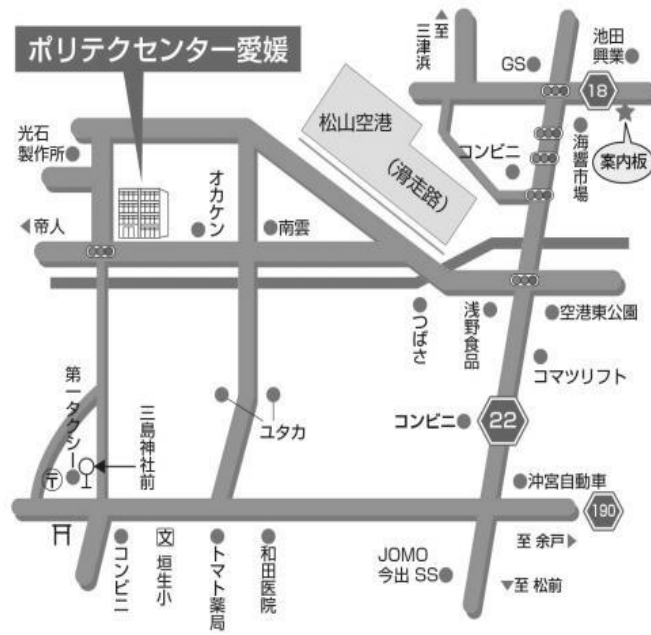 ▲至
三津浜
GS
池田
興業
18
ポリテクセンター愛媛
松山空港
(滑走路)
コンビニ
海響市場
案内板
光石
製作所
オカケン
南雲
◀帝人
つばさ
浅野食品
空港東公園
コマツリフト
第一タクシー
三島神社前
ユタカ
コンビニ
22
〒
沖宮自動車
190
至 余戸▶
コンビニ
文
垣生小
トマト薬局
和田医院
JOMO
今出 SS
▼至 松前